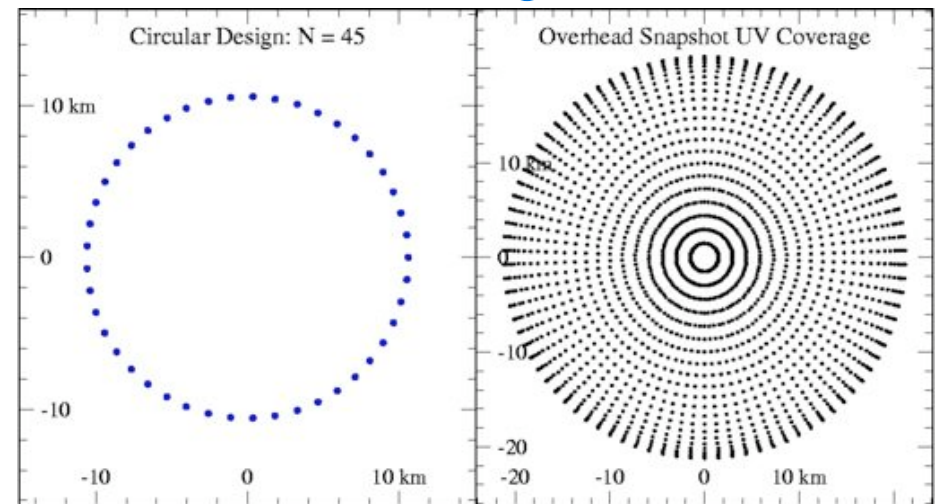 Circular Design: N = 45
10 km
0
-10
-10 0 10 km
Overhead Snapshot UV Coverage
10 km
0
-10
-20
-20 -10 0 10 km